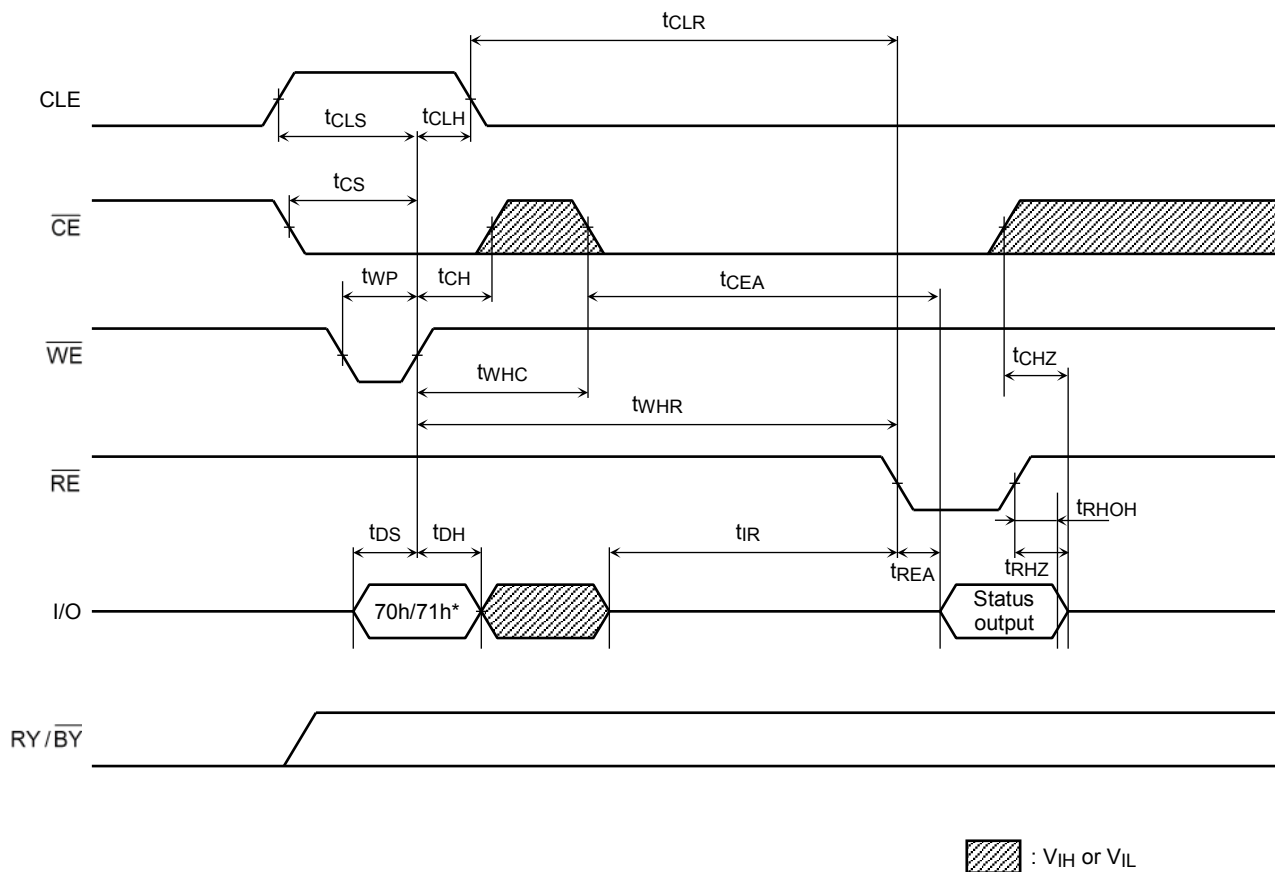 tCLR
CLE
tCLS
tCLH
tCS
CE
tWP
tCH
tCEA
WE
tWHC
tCHZ
tWHR
RE
tRHOH
tDS
tDH
tIR
tREA
tRHZ
I/O
70h/71h*
Status
output
RY/BY
: VIH or VIL